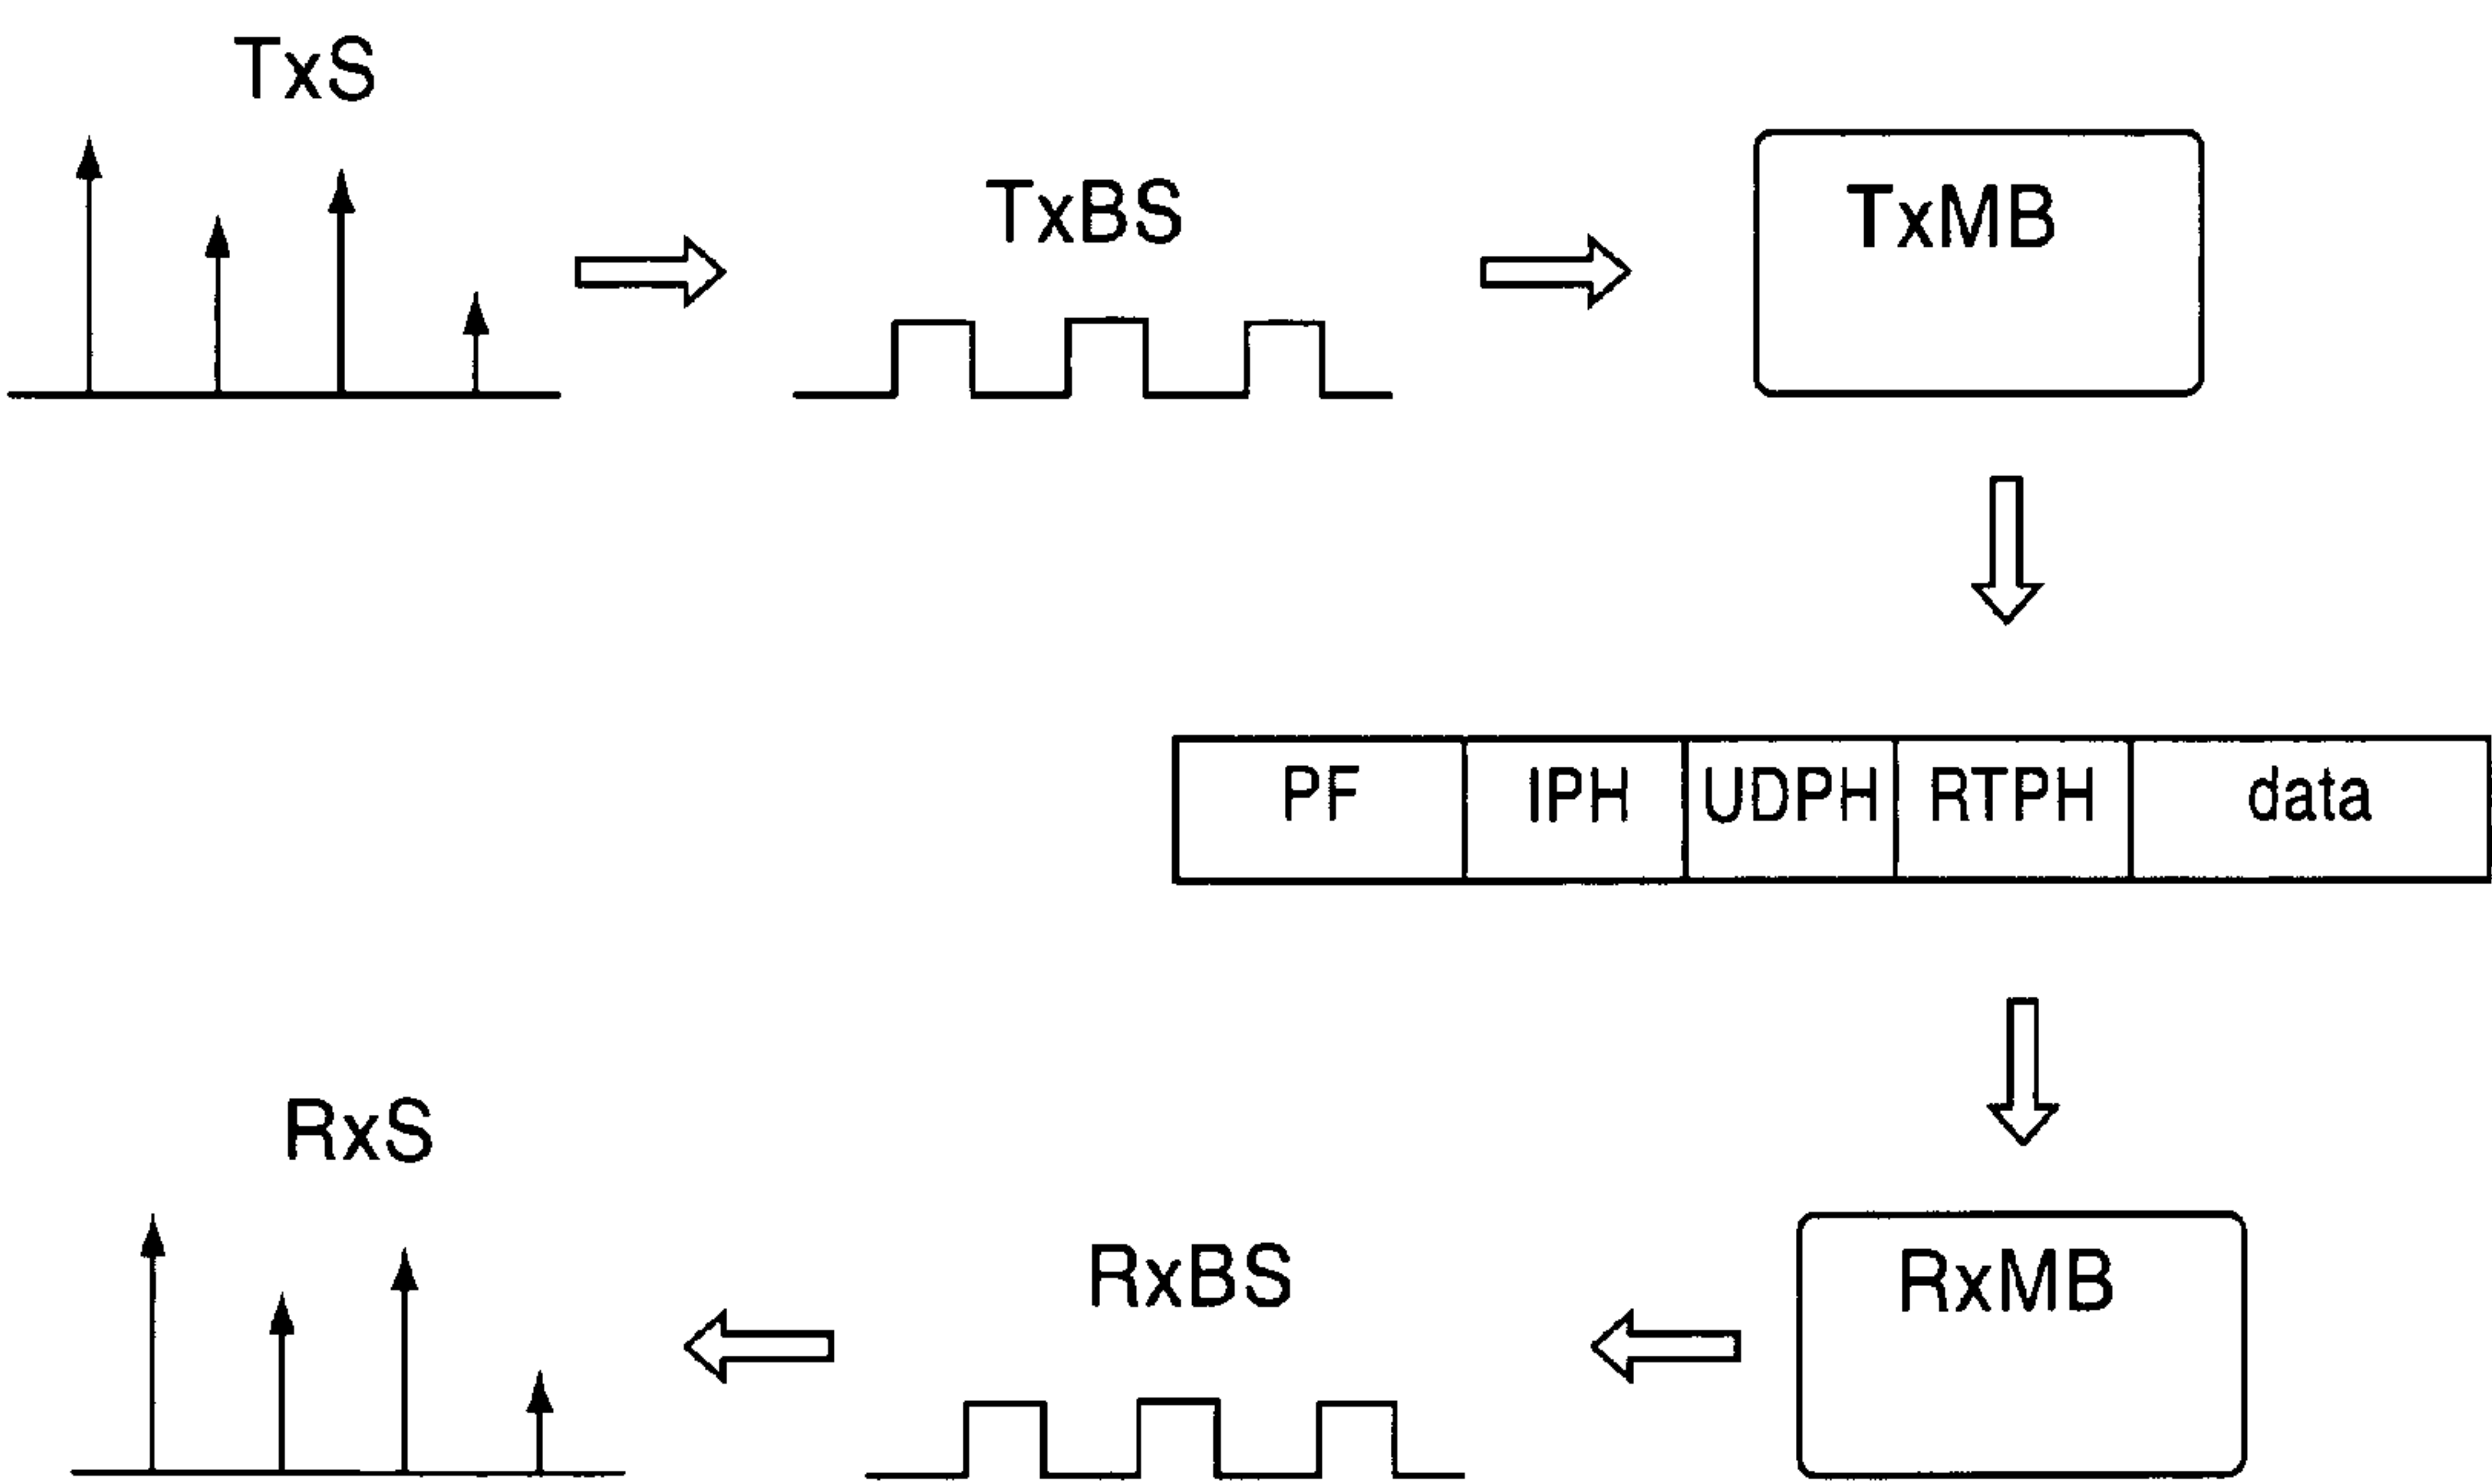 TxS
TxBS
TxMB
PF IPH UDPH RTPH data
RxS
RxBS
RxMB